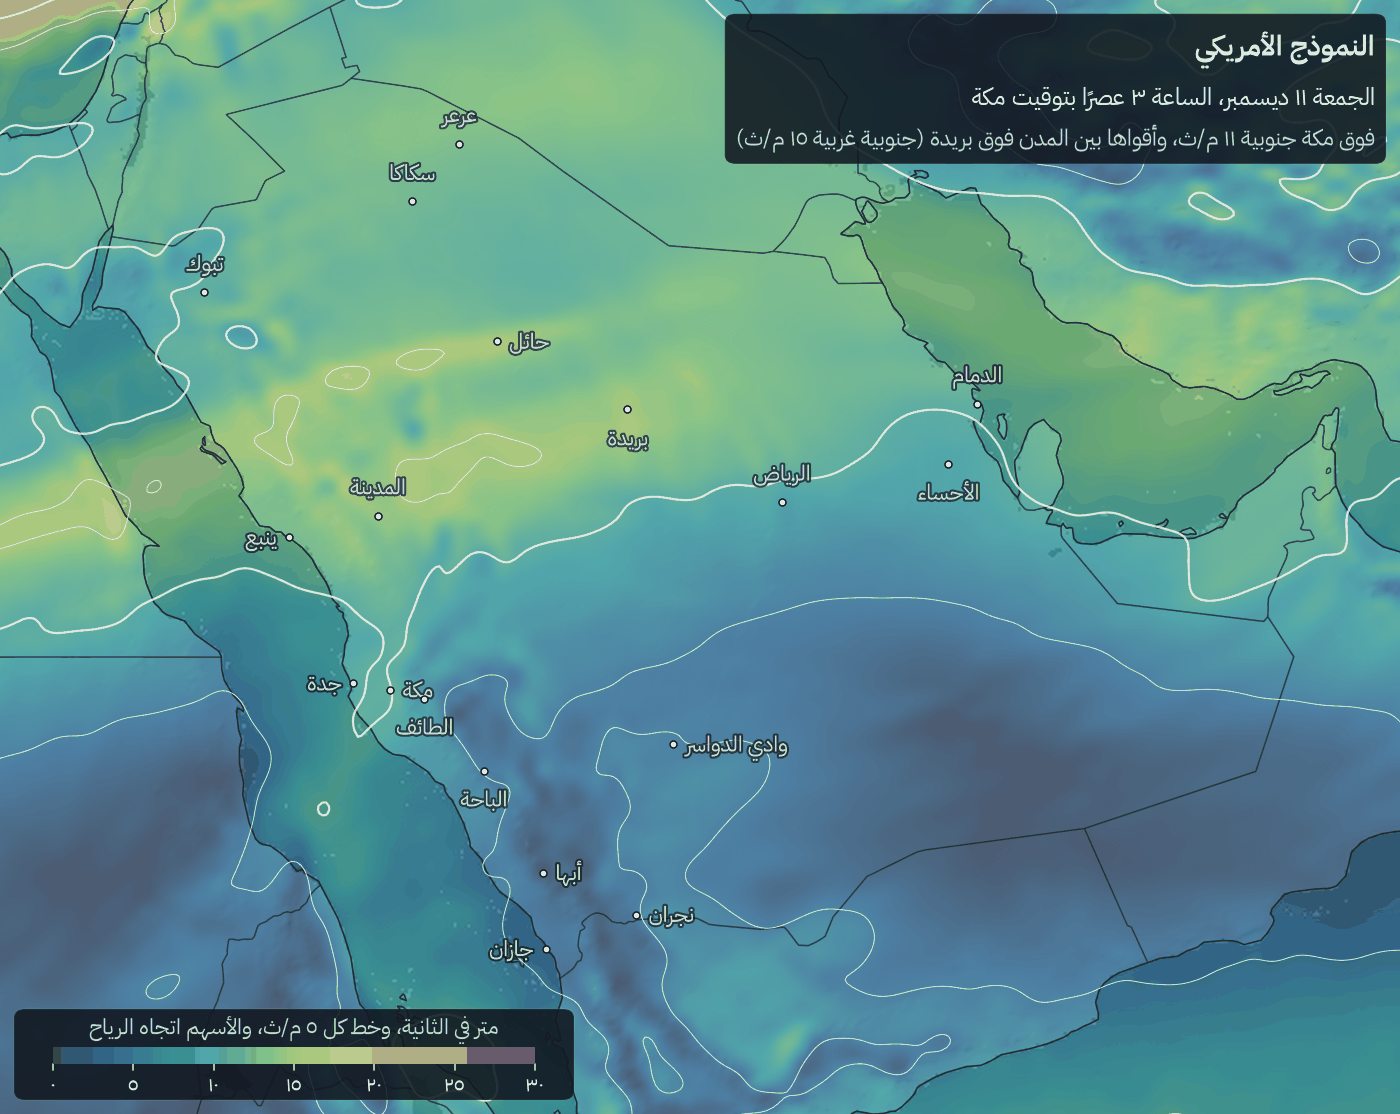 النموذج الأمريكي
الجمعة ١١ ديسمبر، الساعة ٣ عصرًا بتوقيت مكة
فوق مكة جنوبية ١١ م/ث، وأقواها بين المدن فوق بريدة (جنوبية غربية ١٥ م/ث)
عرعر
سكاكا
تبوك
حائل
الدمام
بريدة
الرياض
الأحساء
المدينة
ينبع
جدة
مكة
الطائف
وادي الدواسر
الباحة
أبها
نجران
جازان
متر في الثانية، وخط كل ٥ م/ث، والأسهم اتجاه الرياح
٠ ٥ ١٠ ١٥ ٢٠ ٢٥ ٣٠